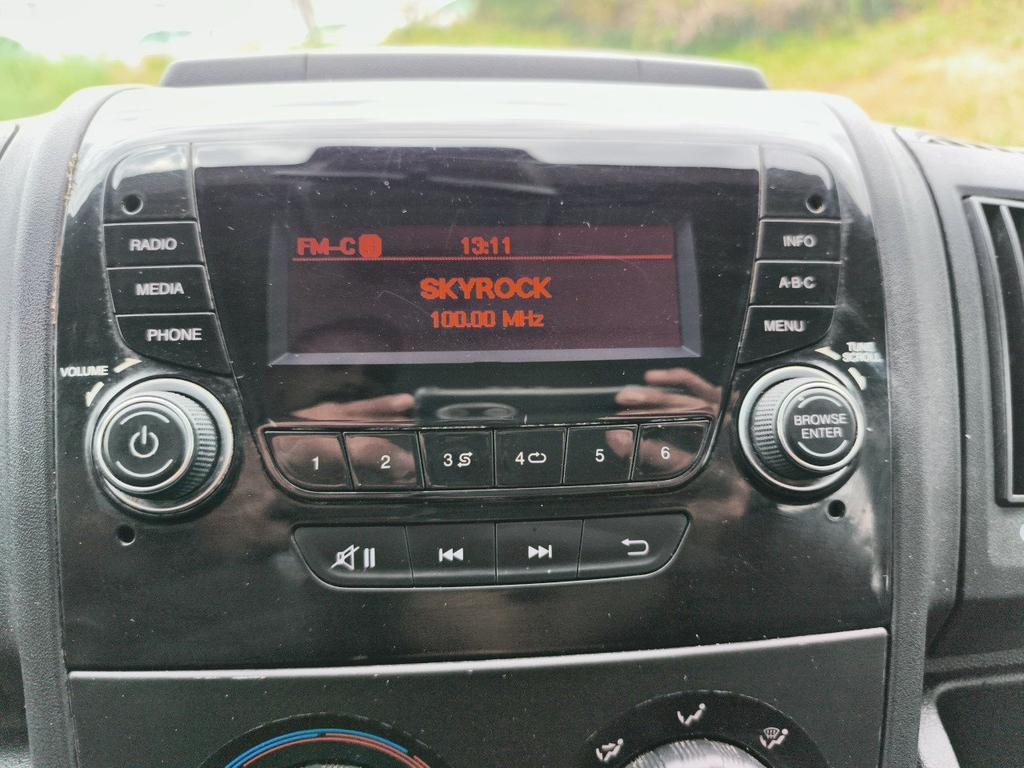 RADIO
MEDIA
PHONE
VOLUME
FM-C
13:11
SKYROCK
100.00 MHz
INFO
A-B-C
MENU
TUNE
SCROLL
BROWSE
ENTER
1
2
3
4
5
6